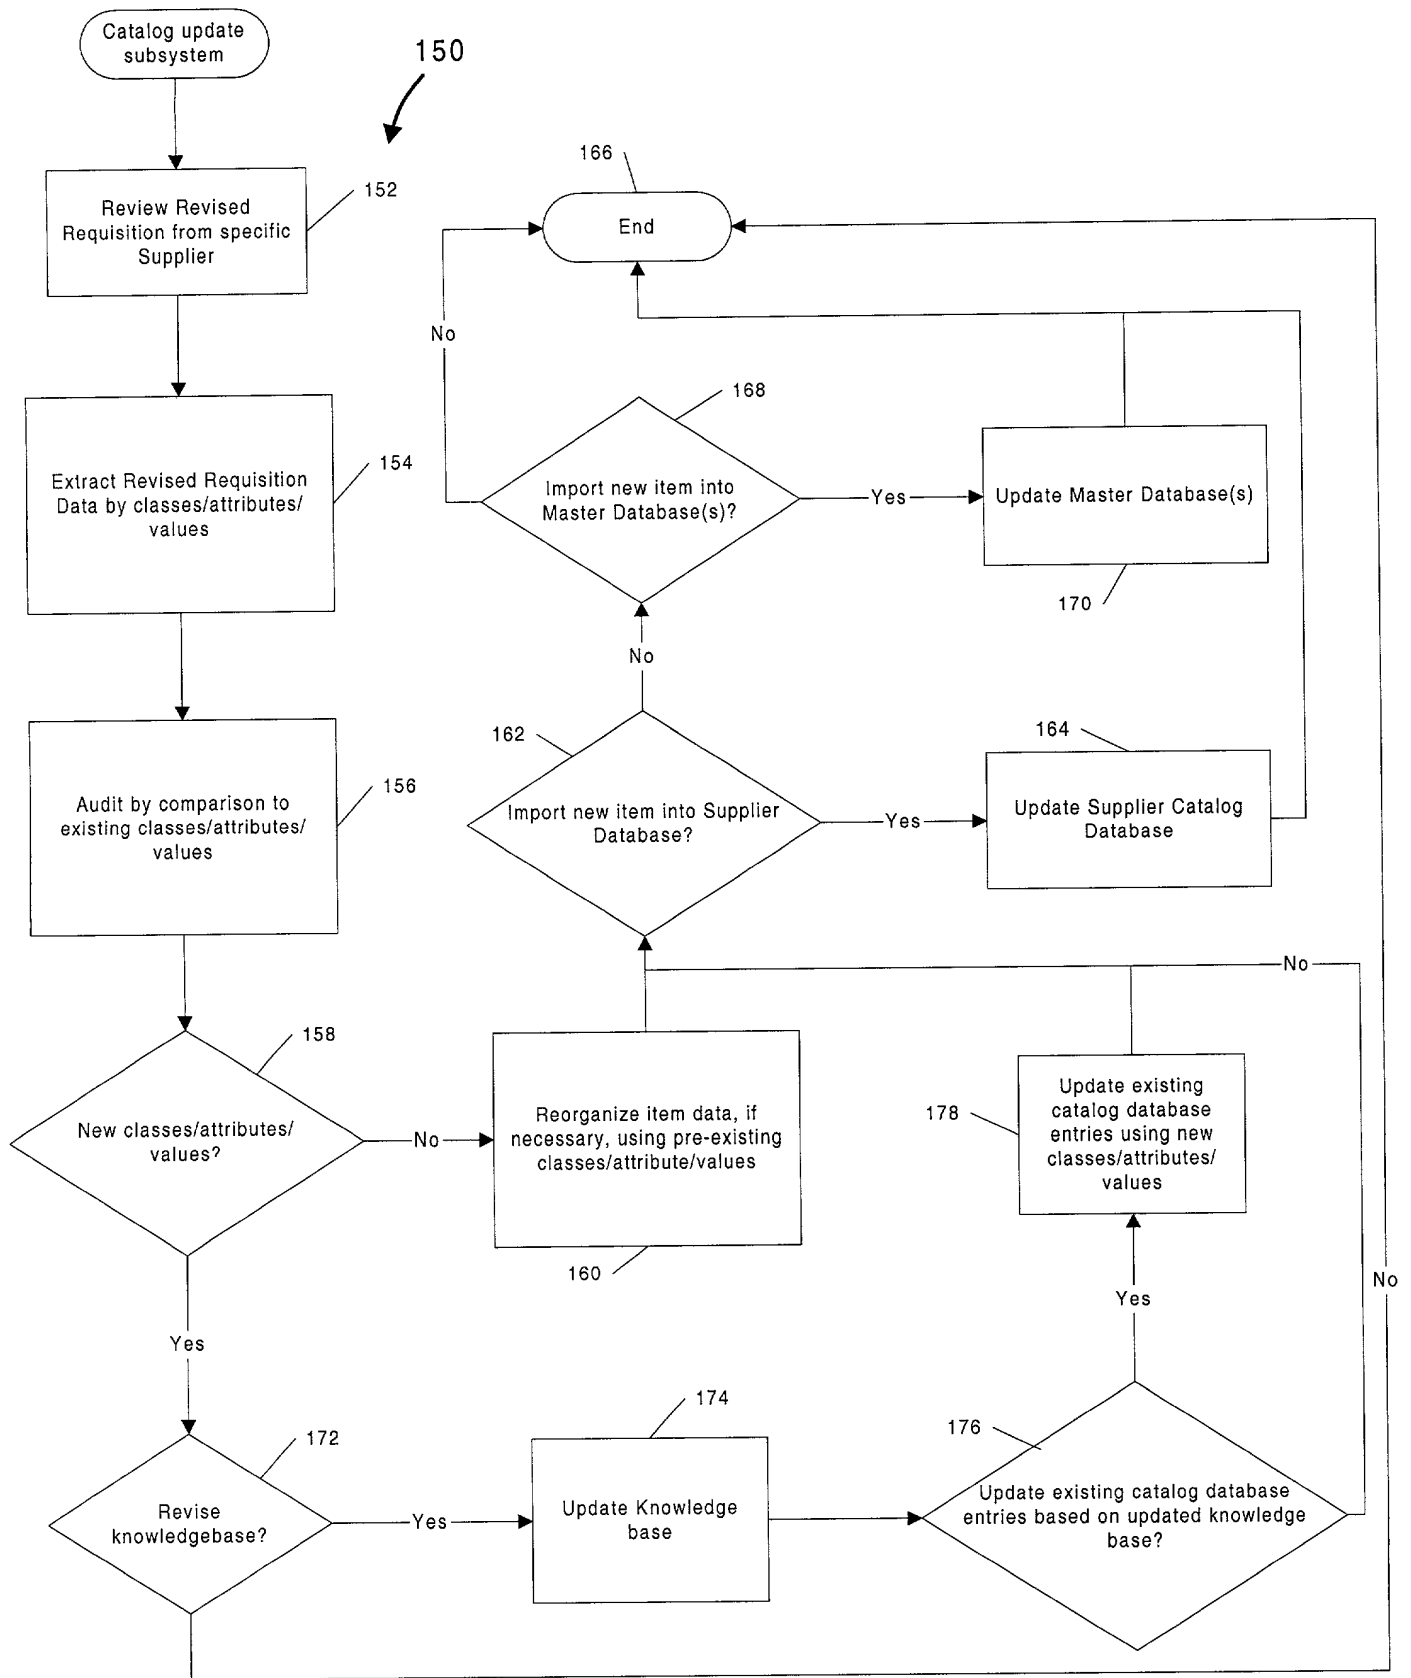 Catalog update
subsystem
150
152
Review Revised
Requisition from specific
Supplier
166
End
No
154
Extract Revised Requisition
Data by classes/attributes/
values
168
Import new item into
Master Database(s)?
Yes
Update Master Database(s)
170
No
156
Audit by comparison to
existing classes/attributes/
values
162
Import new item into Supplier
Database?
Yes
164
Update Supplier Catalog
Database
No
158
New classes/attributes/
values?
No
Reorganize item data, if
necessary, using pre-existing
classes/attribute/values
160
178
Update existing
catalog database
entries using new
classes/attributes/
values
Yes
No
Yes
172
Revise
knowledgebase?
Yes
174
Update Knowledge
base
176
Update existing catalog database
entries based on updated knowledge
base?